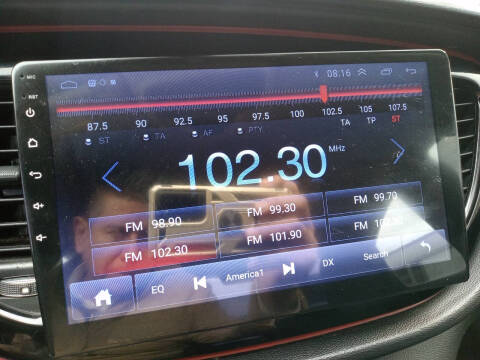 MIC
08:16
RST
87.5 90 92.5 95 97.5 100 102.5 105 107.5
ST TA AF PTY TA TP ST
102.30 MHz
FM 98.90 FM 99.30 FM 99.70
FM 102.30 FM 101.90 FM
EQ America1 DX Search